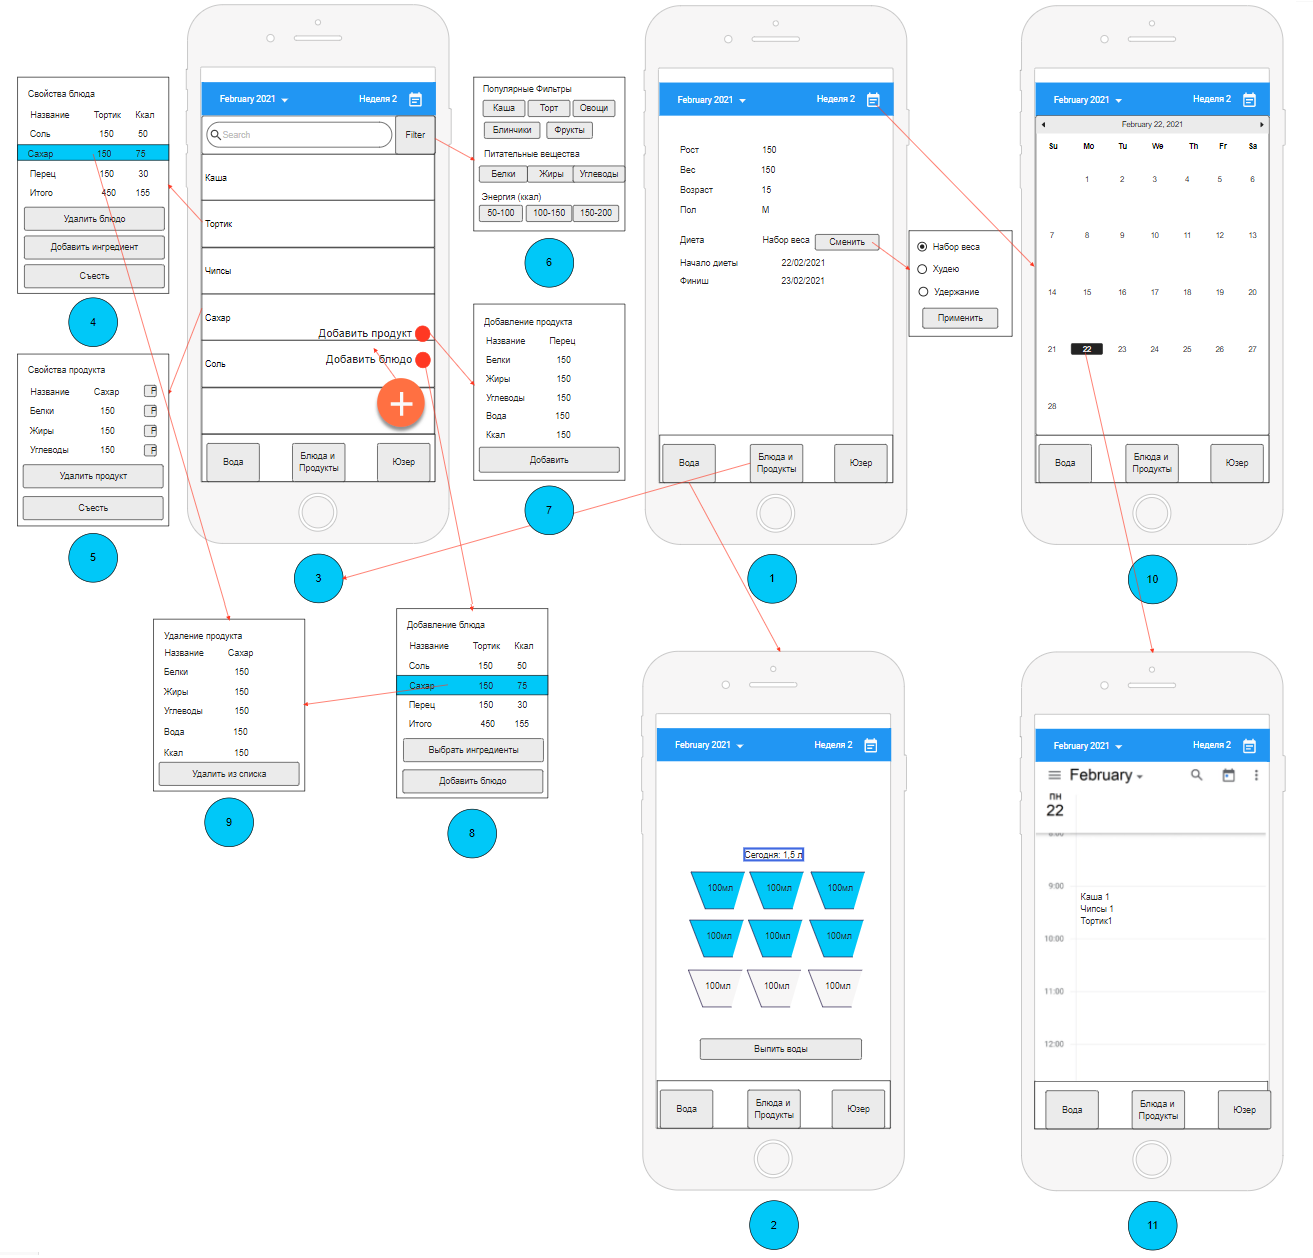 Свойства блюда
Название Тортик Ккал
Соль 150 50
Сахар 150 75
Перец 150 30
Итого 450 155
Удалить блюдо
Добавить ингредиент
Съесть
4
Свойства продукта
Название Сахар P
Белки 150 P
Жиры 150 P
Углеводы 150 P
Удалить продукт
Съесть
5
February 2021 Неделя 2
Search Filter
Каша
Тортик
Чипсы
Сахар
Добавить продукт
Добавить блюдо
Соль
Вода
Блюда и
Продукты
Юзер
3
Популярные Фильтры
Каша Торт Овощи
Блинчики Фрукты
Питательные вещества
Белки Жиры Углеводы
Энергия (ккал)
50-100 100-150 150-200
6
Добавление продукта
Название Перец
Белки 150
Жиры 150
Углеводы 150
Вода 150
Ккал 150
Добавить
7
February 2021 Неделя 2
Рост 150
Вес 150
Возраст 15
Пол М
Диета Набор веса Сменить
Начало диеты 22/02/2021
Финиш 23/02/2021
Вода
Блюда и
Продукты
Юзер
1
Набор веса
Худею
Удержание
Применить
February 2021 Неделя 2
February 22, 2021
Su Mo Tu We Th Fr Sa
1 2 3 4 5 6
7 8 9 10 11 12 13
14 15 16 17 18 19 20
21 22 23 24 25 26 27
28
Вода
Блюда и
Продукты
Юзер
10
Удаление продукта
Название Сахар
Белки 150
Жиры 150
Углеводы 150
Вода 150
Ккал 150
Удалить из списка
9
Добавление блюда
Название Тортик Ккал
Соль 150 50
Сахар 150 75
Перец 150 30
Итого 450 155
Выбрать ингредиенты
Добавить блюдо
8
February 2021 Неделя 2
Сегодня: 1,5 л
100мл 100мл 100мл
100мл 100мл 100мл
100мл 100мл 100мл
Выпить воды
Вода
Блюда и
Продукты
Юзер
2
February 2021 Неделя 2
February
ПН
22
8:00
9:00
Каша 1
Чипсы 1
Тортик1
10:00
11:00
12:00
Вода
Блюда и
Продукты
Юзер
11